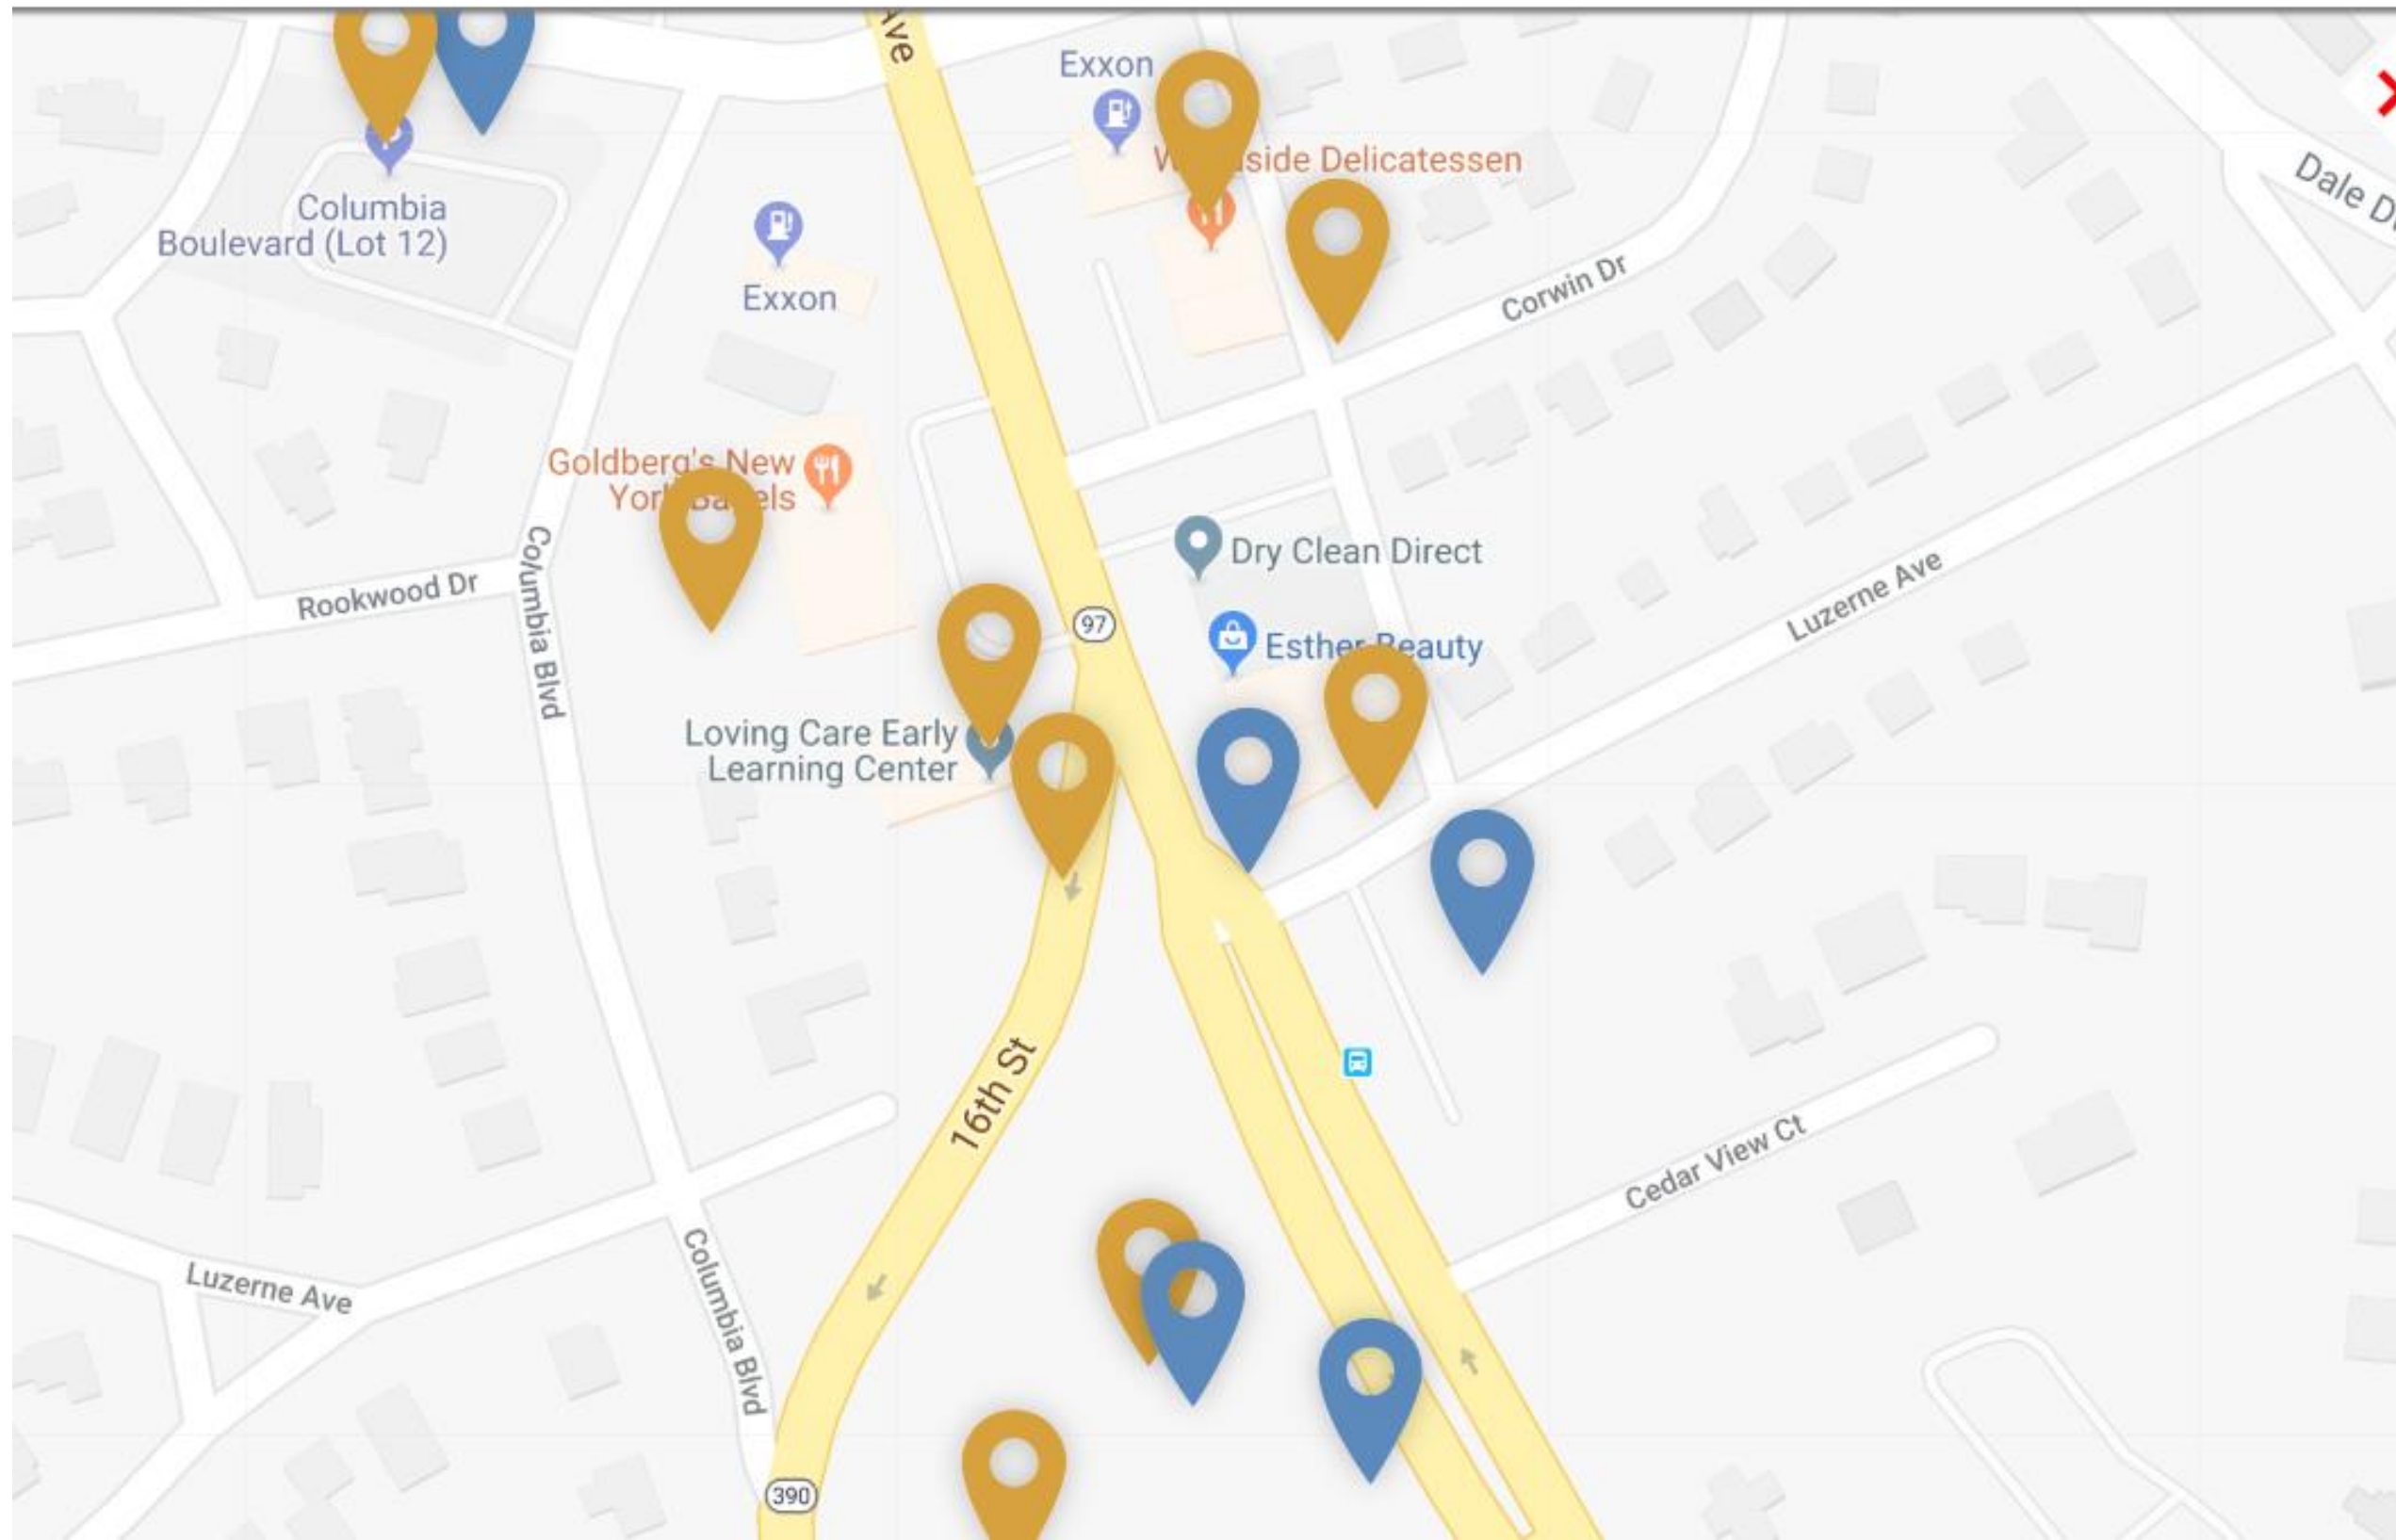 Ave
Exxon
side Delicatessen
Columbia
Boulevard (Lot 12)
Dale
Exxon
Corwin Dr
Goldberg's New
Dry Clean Direct
97
Rookwood Dr
Columbia Blvd
Luzerne Ave
Esther Beauty
Loving Care Early
Learning Center
16th St
Cedar View Ct
Luzerne Ave
Columbia Blvd
390